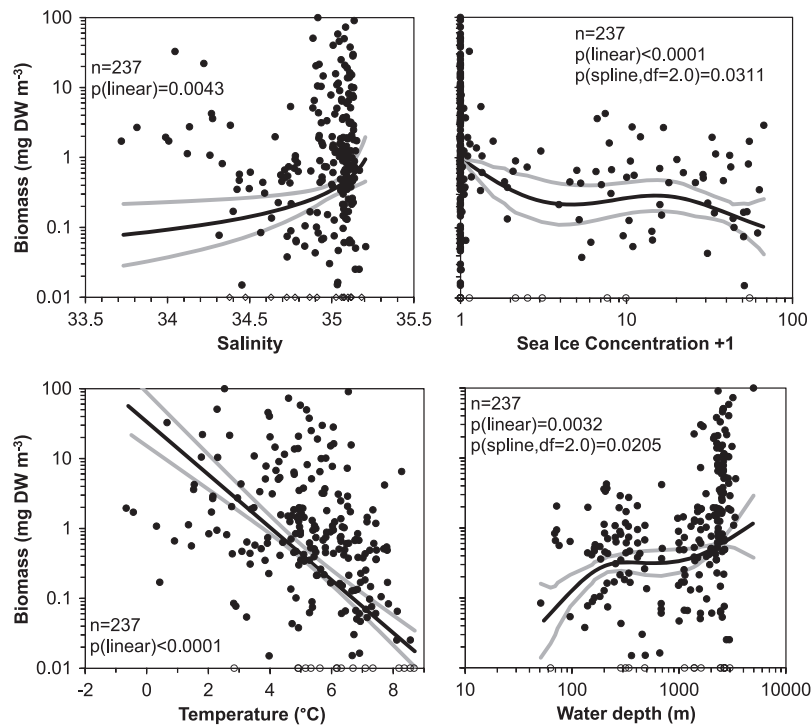 100
10
1
0.1
0.01
Biomass (mg DW m-3)
n=237
p(linear)=0.0043
33.5 34 34.5 35 35.5
Salinity
n=237
p(linear)<0.0001
p(spline,df=2.0)=0.0311
1 10 100
Sea Ice Concentration +1
100
10
1
0.1
0.01
Biomass (mg DW m-3)
n=237
p(linear)<0.0001
-2 0 2 4 6 8
Temperature (°C)
n=237
p(linear)=0.0032
p(spline,df=2.0)=0.0205
10 100 1000 10000
Water depth (m)